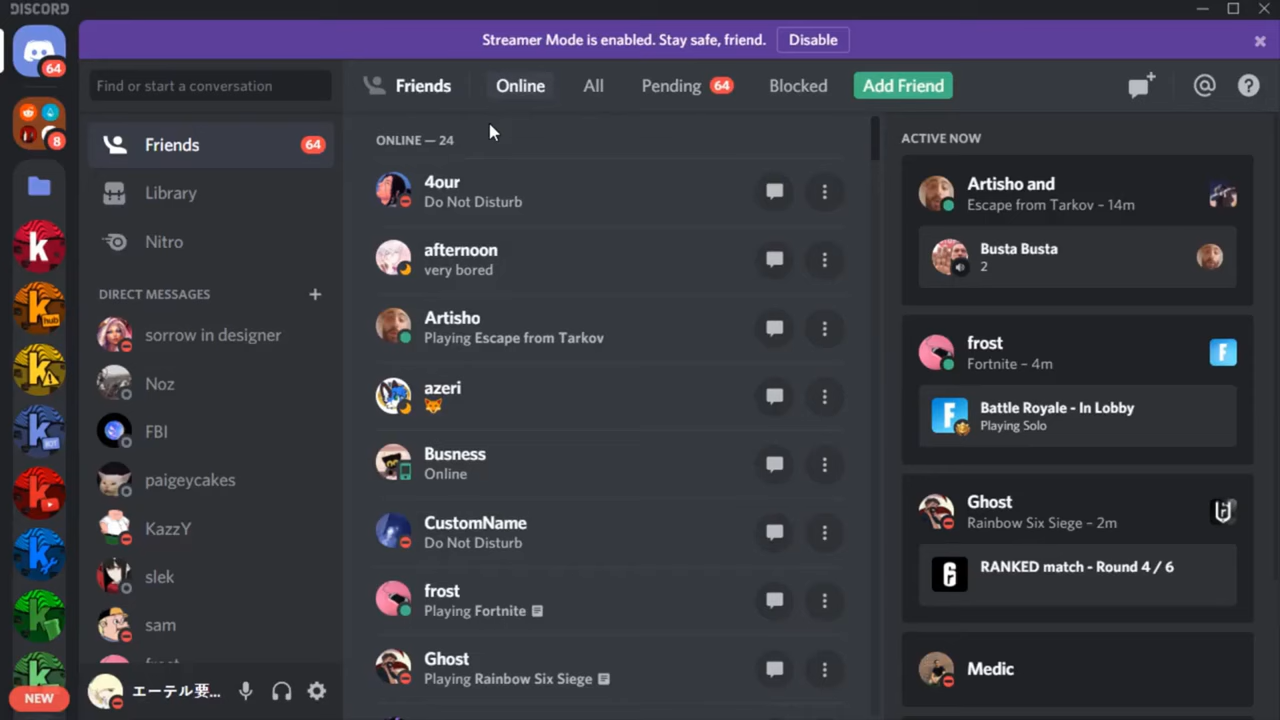 DISCORD
Streamer Mode is enabled. Stay safe, friend.
Disable
64
8
k
k
hub
k
k
BOT
k
k
k
NEW
Find or start a conversation
Friends
64
Library
Nitro
DIRECT MESSAGES
sorrow in designer
Noz
FBI
paigeycakes
KazzY
slek
sam
エーテル要...
Friends
Online
All
Pending
64
Blocked
Add Friend
ONLINE — 24
4our
Do Not Disturb
afternoon
very bored
Artisho
Playing Escape from Tarkov
azeri
Busness
Online
CustomName
Do Not Disturb
frost
Playing Fortnite
Ghost
Playing Rainbow Six Siege
ACTIVE NOW
Artisho and
Escape from Tarkov – 14m
Busta Busta
2
frost
Fortnite – 4m
F
Battle Royale - In Lobby
Playing Solo
F
Ghost
Rainbow Six Siege – 2m
RANKED match - Round 4 / 6
6
Medic